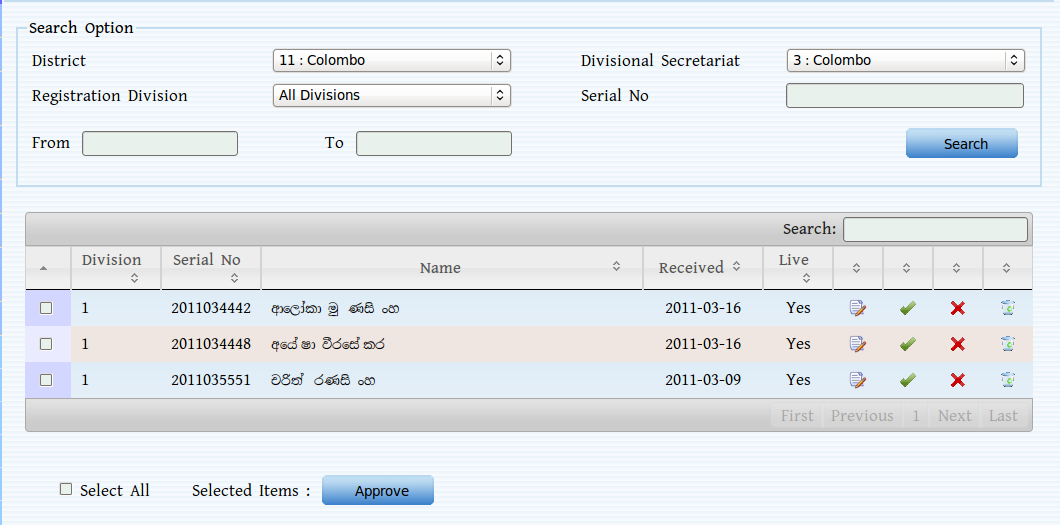 Search Option
District 11 : Colombo Divisional Secretariat 3 : Colombo
Registration Division All Divisions Serial No
From To Search
Search:
Division Serial No Name Received Live
1 2011034442 ආලෝකා මු ණසි ංහ 2011-03-16 Yes
1 2011034448 අයේ ෂා වීරසේ කර 2011-03-16 Yes
1 2011035551 චරිත් රණසි ංහ 2011-03-09 Yes
First Previous 1 Next Last
Select All Selected Items : Approve